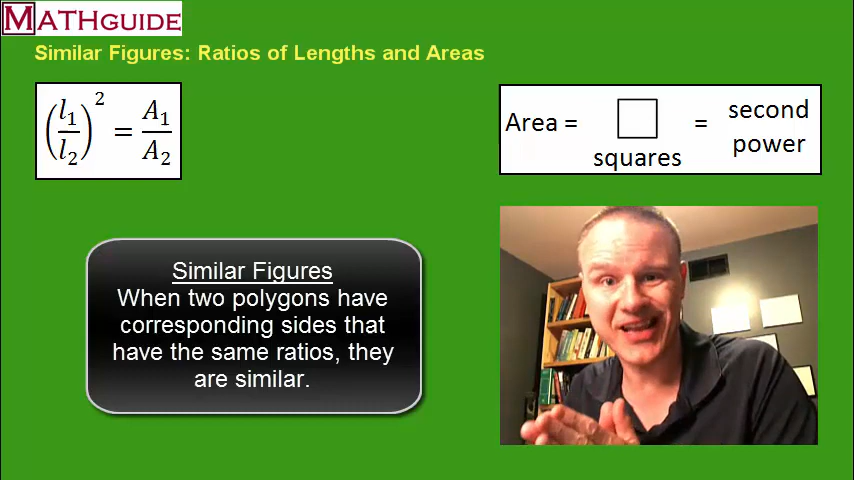 MATHGUIDE
Similar Figures: Ratios of Lengths and Areas
(l₁/l₂)² = A₁/A₂
Area = □ = second
squares power
Similar Figures
When two polygons have
corresponding sides that
have the same ratios, they
are similar.